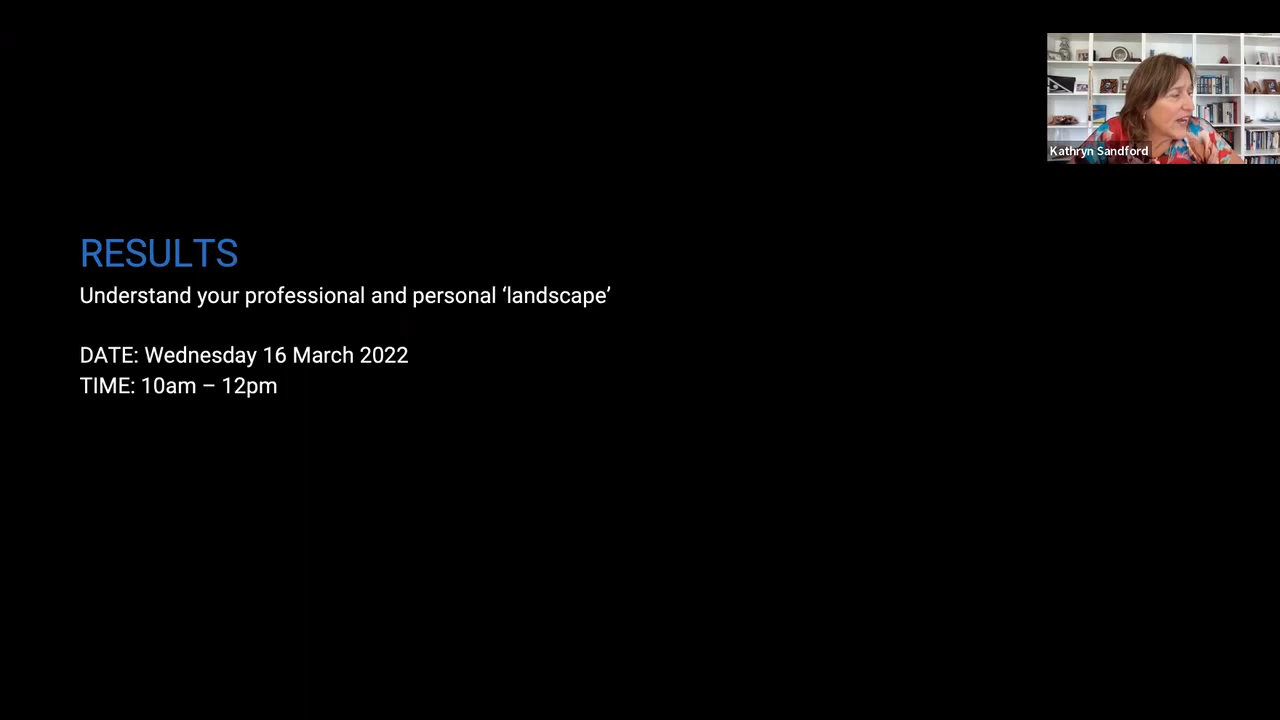 Kathryn Sandford
RESULTS
Understand your professional and personal ‘landscape’
DATE: Wednesday 16 March 2022
TIME: 10am – 12pm